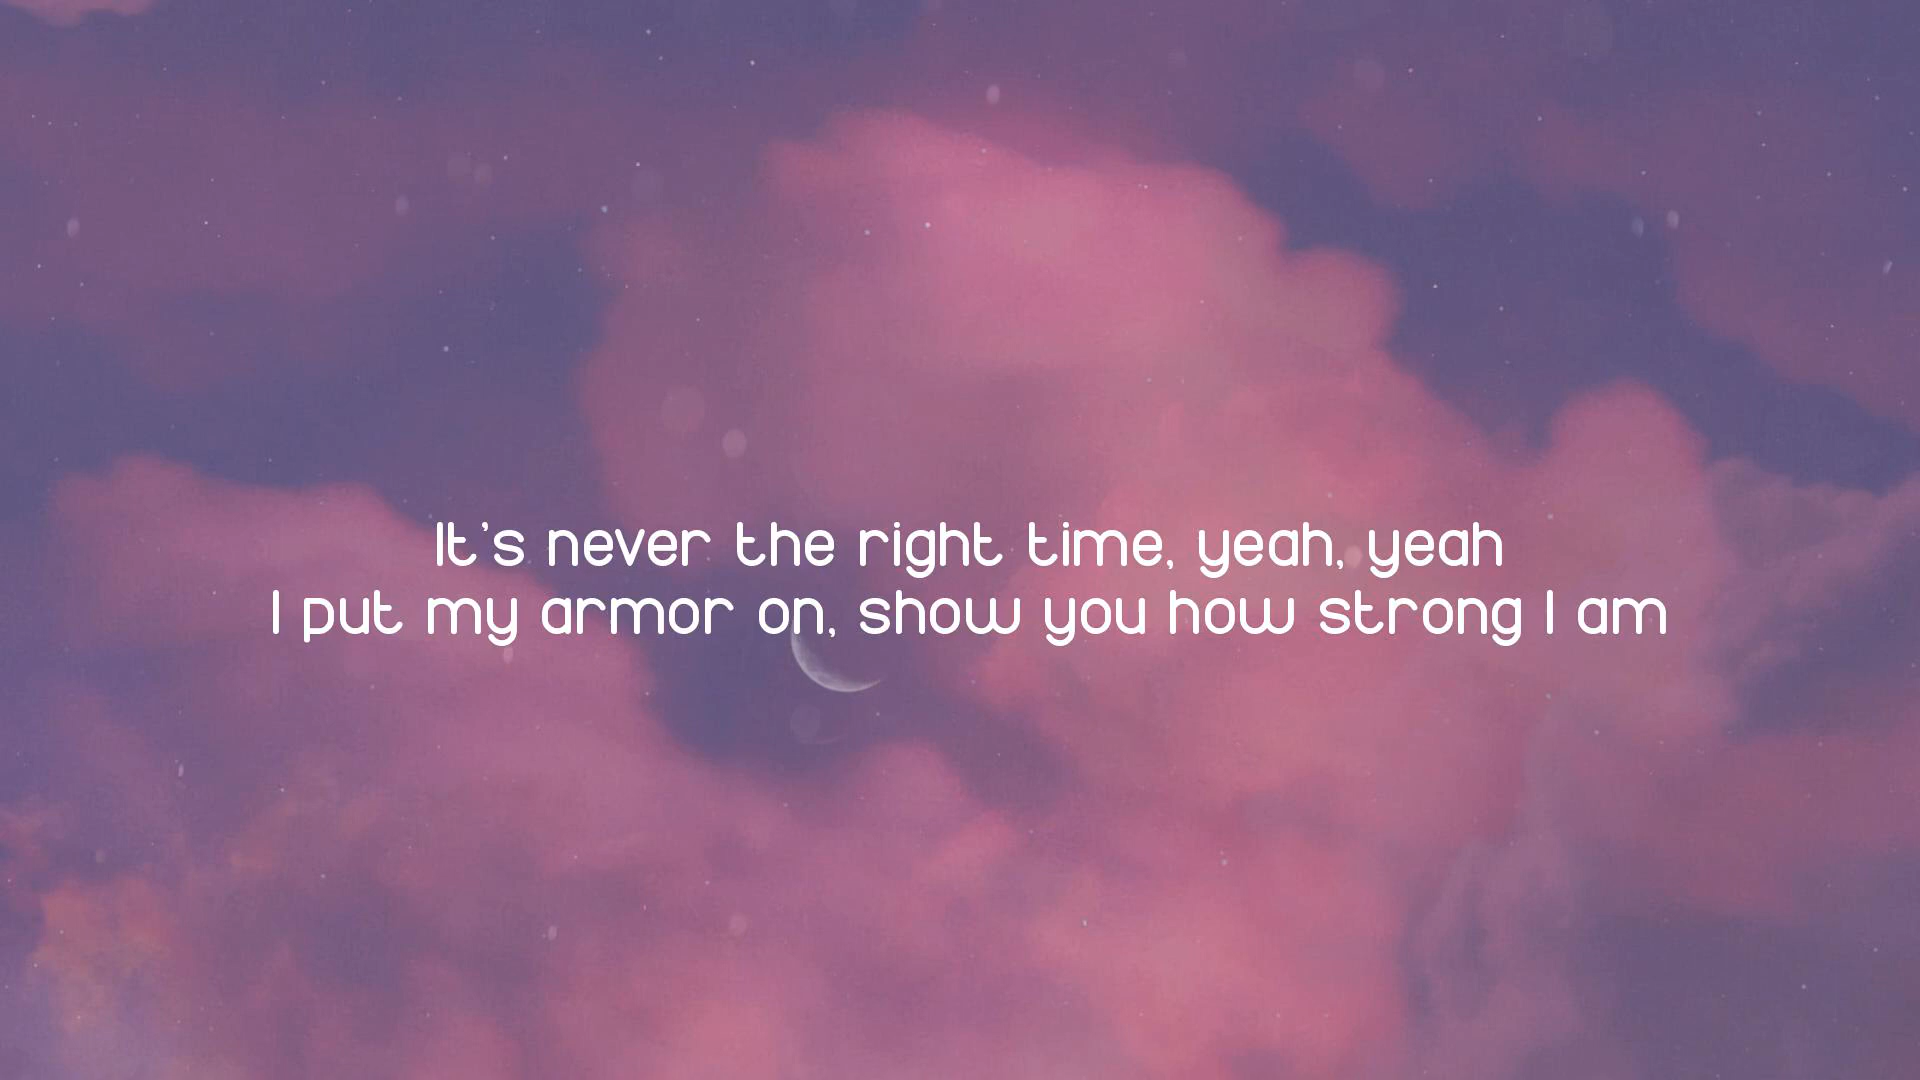 It's never the right time, yeah, yeah
I put my armor on, show you how strong I am